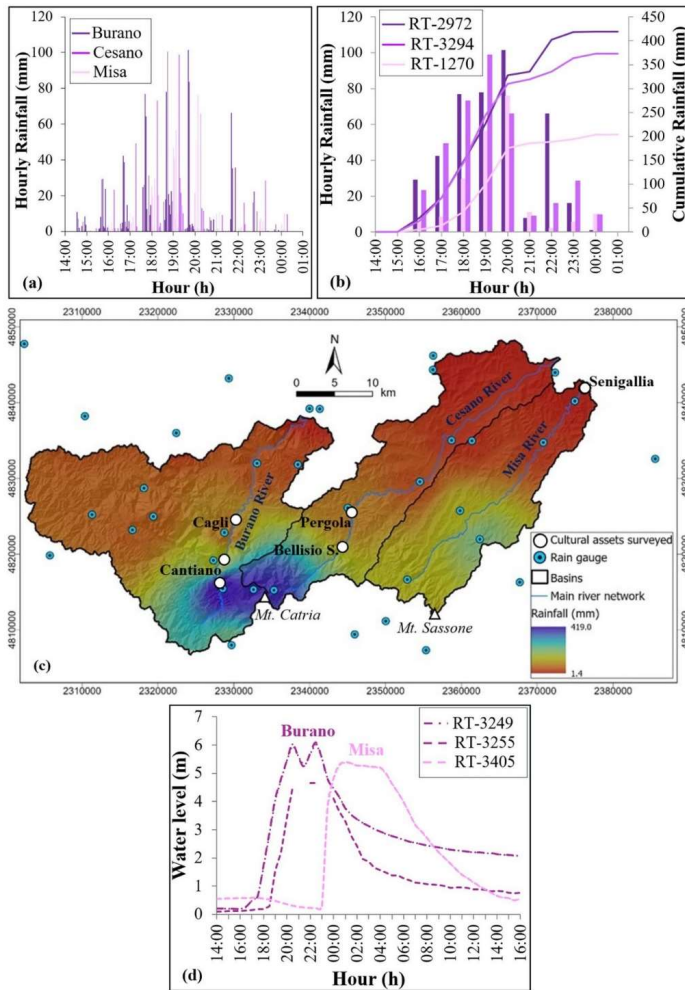 120
100
80
60
40
20
0
Hourly Rainfall (mm)
Burano
Cesano
Misa
14:00
15:00
16:00
17:00
18:00
19:00
20:00
21:00
22:00
23:00
00:00
01:00
(a)
Hour (h)
120
100
80
60
40
20
0
Hourly Rainfall (mm)
RT-2972
RT-3294
RT-1270
450
400
350
300
250
200
150
100
50
0
Cumulative Rainfall (mm)
14:00
15:00
16:00
17:00
18:00
19:00
20:00
21:00
22:00
23:00
00:00
01:00
(b)
Hour (h)
2310000 2320000 2330000 2340000 2350000 2360000 2370000 2380000
4850000
4840000
4830000
4820000
4810000
N
0 5 10
km
Senigallia
Cesano River
Misa River
Burano River
Cagli
Pergola
Bellisio S.
Cantiano
Mt. Catria
Mt. Sassone
Cultural assets surveyed
Rain gauge
Basins
Main river network
Rainfall (mm)
419.0
1.4
(c)
2310000 2320000 2330000 2340000 2350000 2360000 2370000 2380000
7
6
5
4
3
2
1
0
Water level (m)
Burano
Misa
RT-3249
RT-3255
RT-3405
14:00
16:00
18:00
20:00
22:00
00:00
02:00
04:00
06:00
08:00
10:00
12:00
14:00
16:00
(d)
Hour (h)